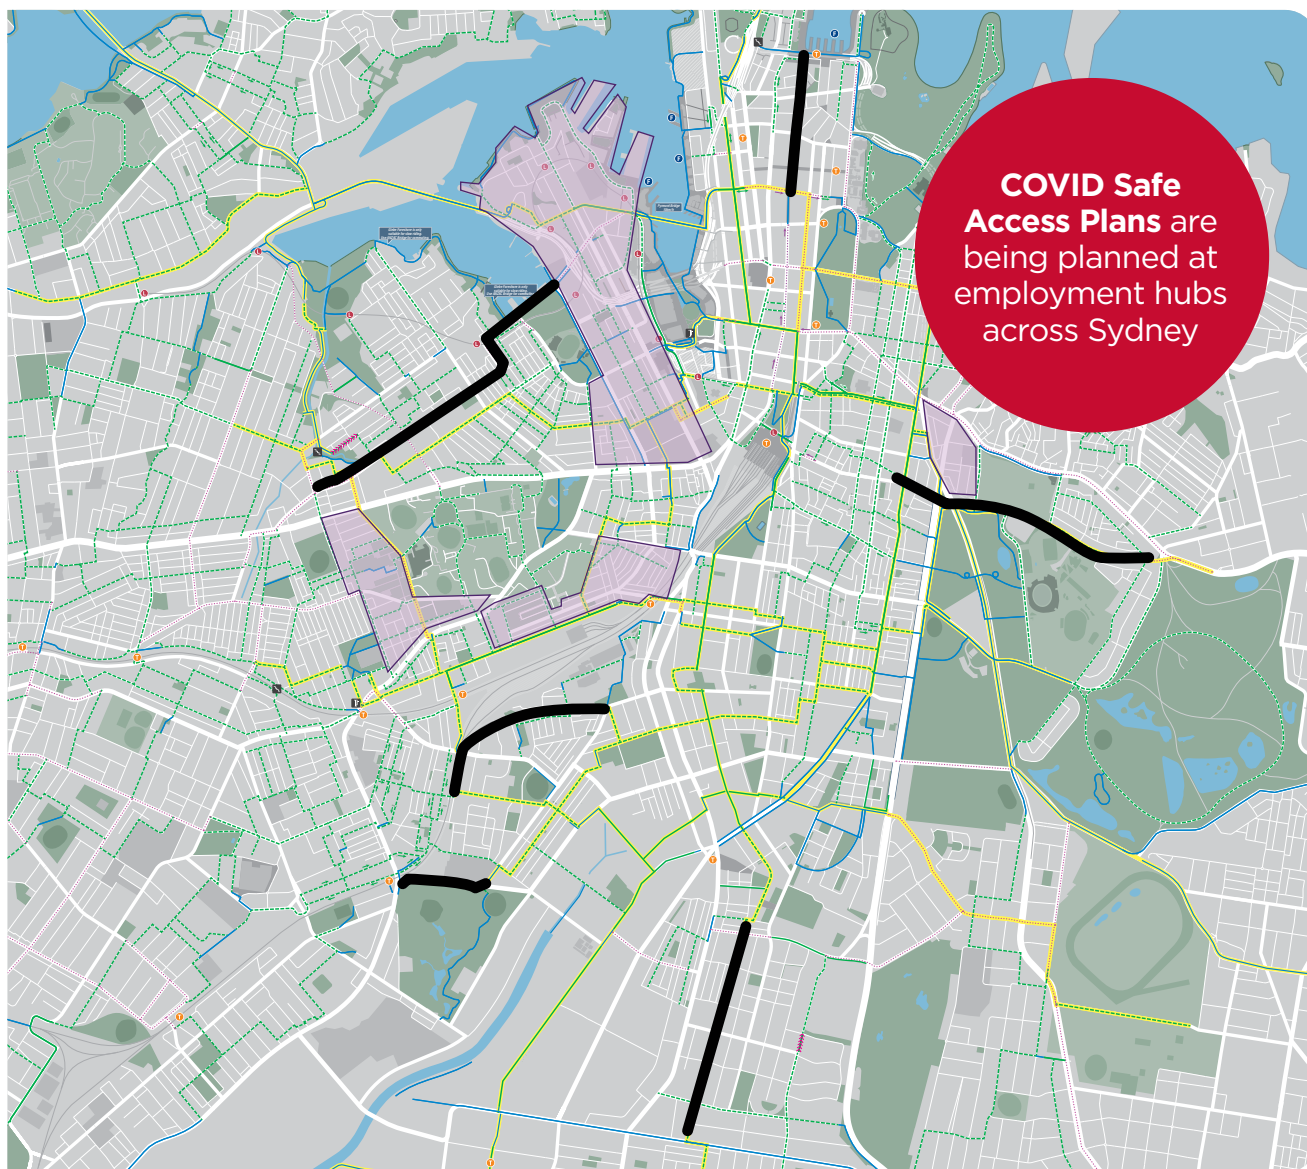 COVID Safe
Access Plans are
being planned at
employment hubs
across Sydney